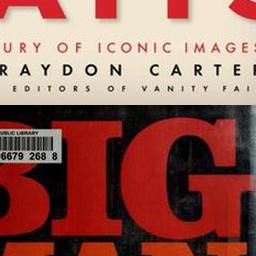 URY OF ICONIC IMAGES
RAYDON CARTER
EDITORS OF VANITY FAI
PUBLIC LIBRARY
6679 268 8
BIG